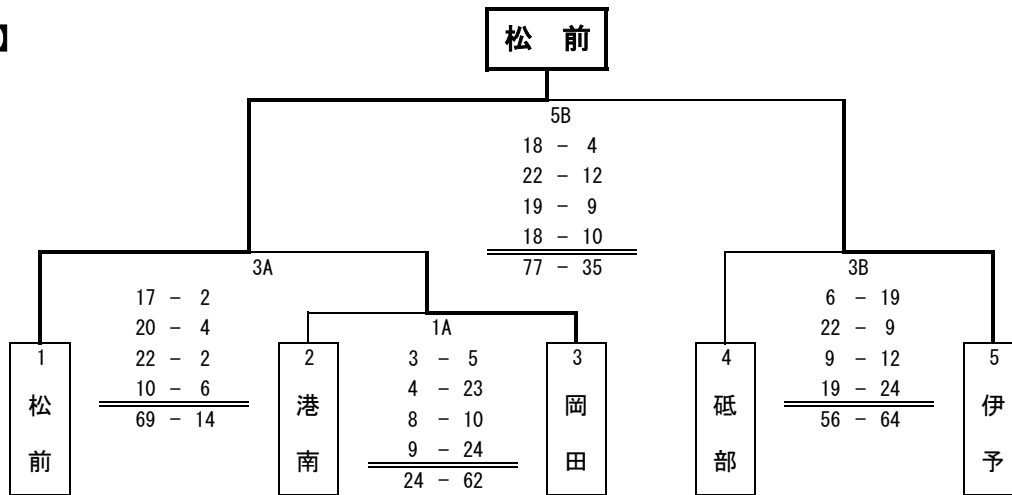 】
松 前
5B
18 － 4
22 － 12
19 － 9
18 － 10
77 － 35
3A
17 － 2
20 － 4
22 － 2
10 － 6
69 － 14
1A
3 － 5
4 － 23
8 － 10
9 － 24
24 － 62
3B
6 － 19
22 － 9
9 － 12
19 － 24
56 － 64
1
松
前
2
港
南
3
岡
田
4
砥
部
5
伊
予